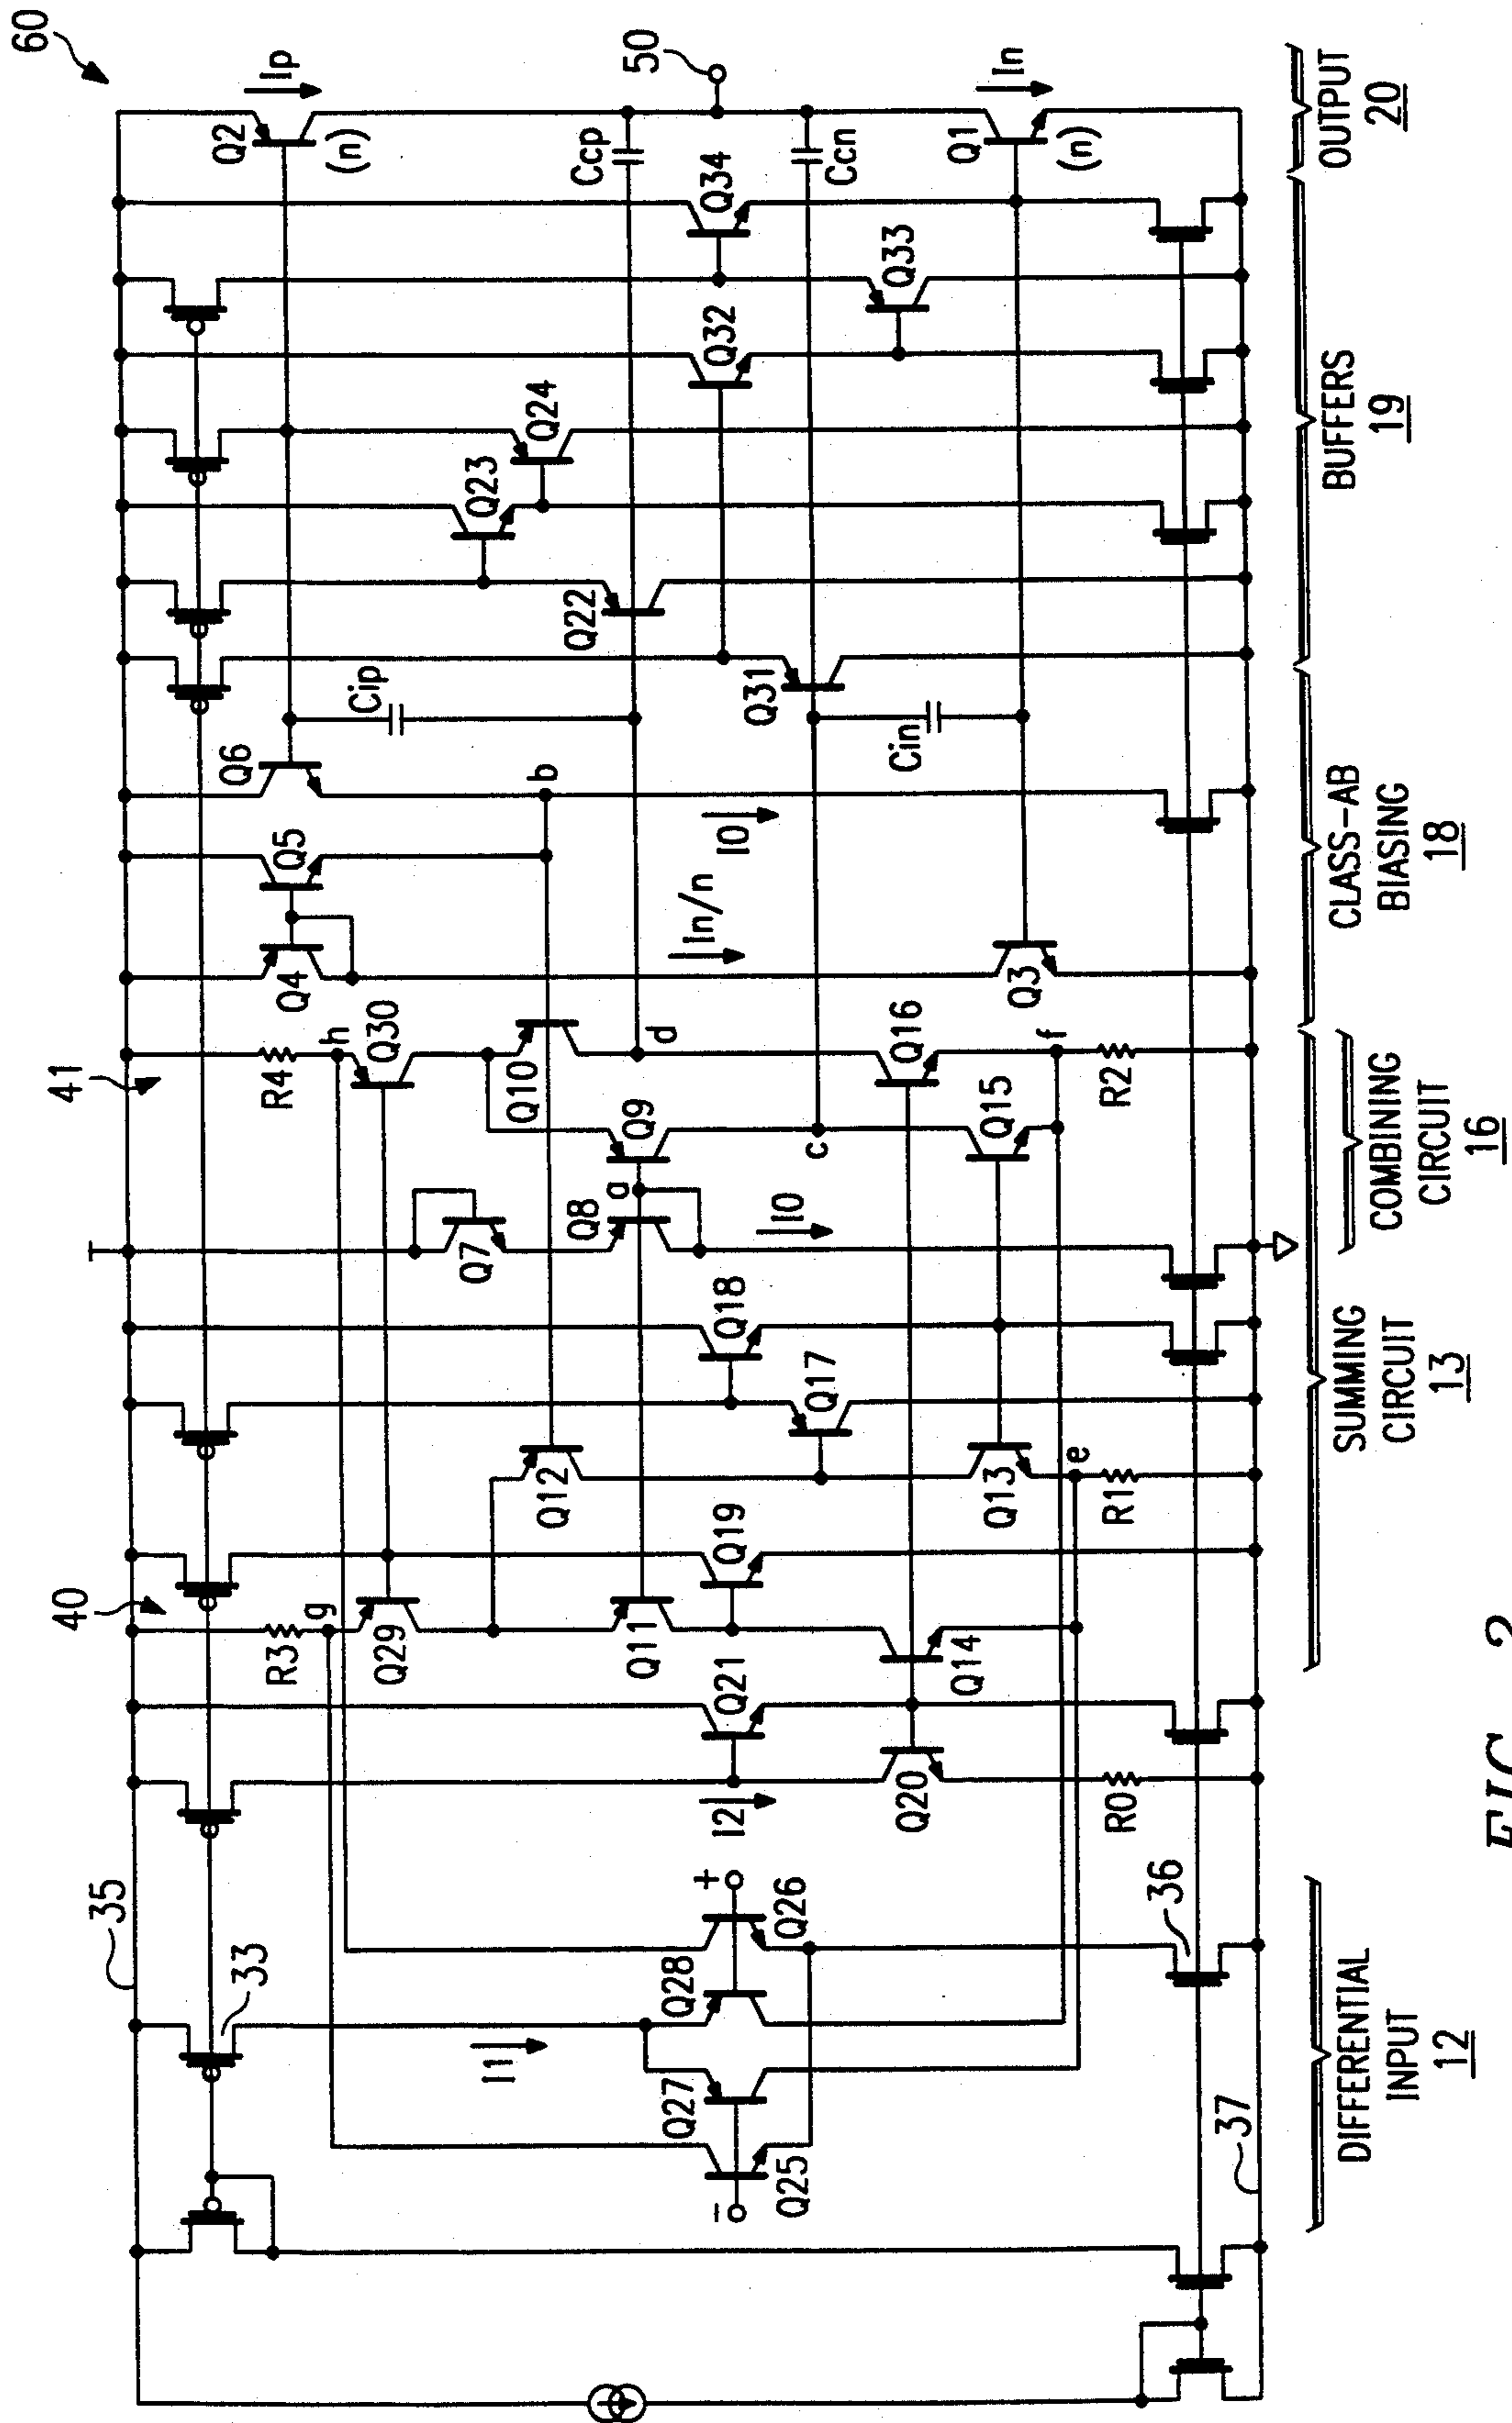 60
35
33
40
41
Ip
Q2
(n)
50
In
Q1
(n)
Ccp
Ccn
Q34
Q33
Q32
Q24
Q23
Q22
Q31
Cip
Cin
Q6
b
I0
Q5
In/n
Q4
Q3
R4
h
Q30
Q10
d
Q16
f
R2
Q9
c
Q15
a
Q8
Q7
I0
Q18
Q17
Q12
Q13
e
R1
Q19
R3
g
Q29
Q11
Q14
Q21
Q20
I2
R0
+
Q26
Q28
I1
Q27
–
Q25
36
37
DIFFERENTIAL
INPUT
12
SUMMING
CIRCUIT
13
COMBINING
CIRCUIT
16
CLASS-AB
BIASING
18
BUFFERS
19
OUTPUT
20